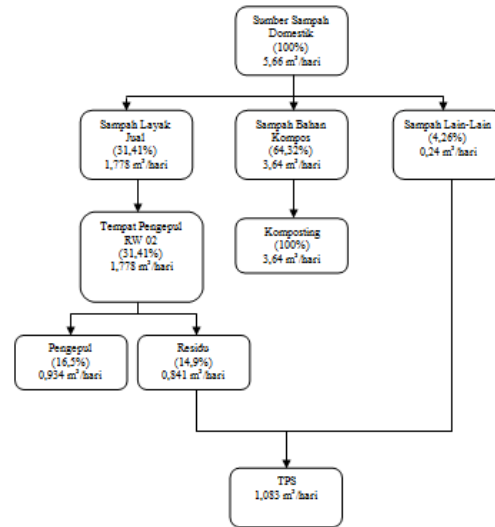 Sumber Sampah
Domestik
(100%)
5,66 m³/hari
Sampah Layak
Jual
(31,41%)
1,778 m³/hari
Sampah Bahan
Kompos
(64,32%)
3,64 m³/hari
Sampah Lain-Lain
(4,26%)
0,24 m³/hari
Tempat Pengepul
RW 02
(31,41%)
1,778 m³/hari
Komposting
(100%)
3,64 m³/hari
Pengepul
(16,5%)
0,934 m³/hari
Residu
(14,9%)
0,841 m³/hari
TPS
1,083 m³/hari